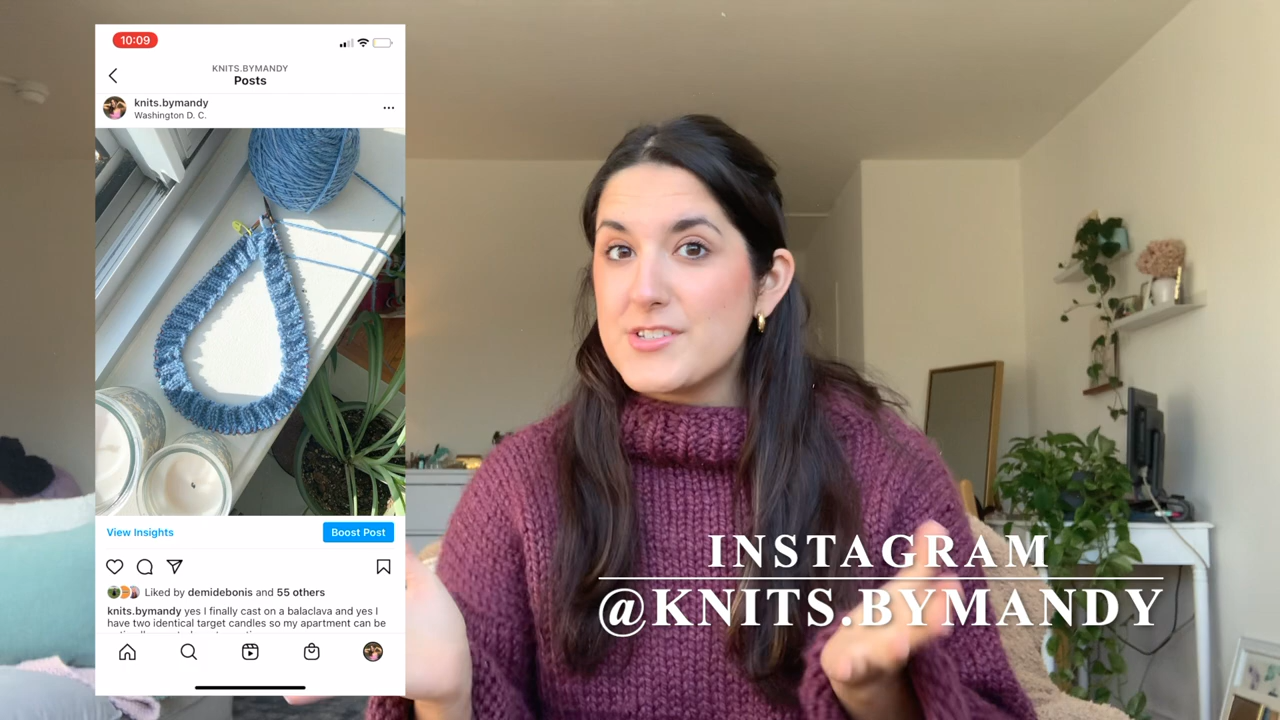 10:09
KNITS.BYMANDY
Posts
knits.bymandy
Washington D. C.
View Insights
Boost Post
Liked by demidebonis and 55 others
knits.bymandy yes I finally cast on a balaclava and yes I
have two identical target candles so my apartment can be
INSTAGRAM
@KNITS.BYMANDY